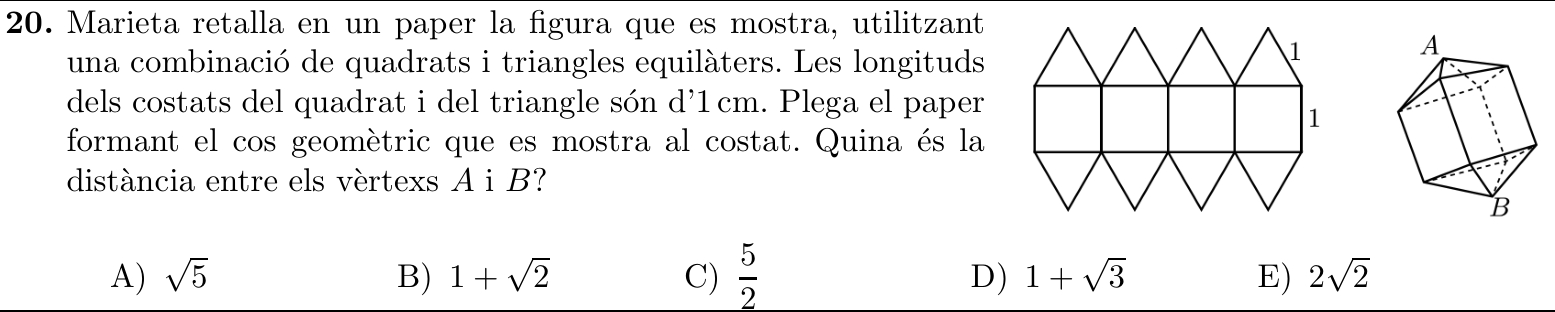 20. Marieta retalla en un paper la figura que es mostra, utilitzant
una combinació de quadrats i triangles equilàters. Les longituds
dels costats del quadrat i del triangle són d'1 cm. Plega el paper
formant el cos geomètric que es mostra al costat. Quina és la
distància entre els vèrtexs A i B?
1
1
A
B
A) √5 B) 1 + √2 C) 5/2 D) 1 + √3 E) 2√2